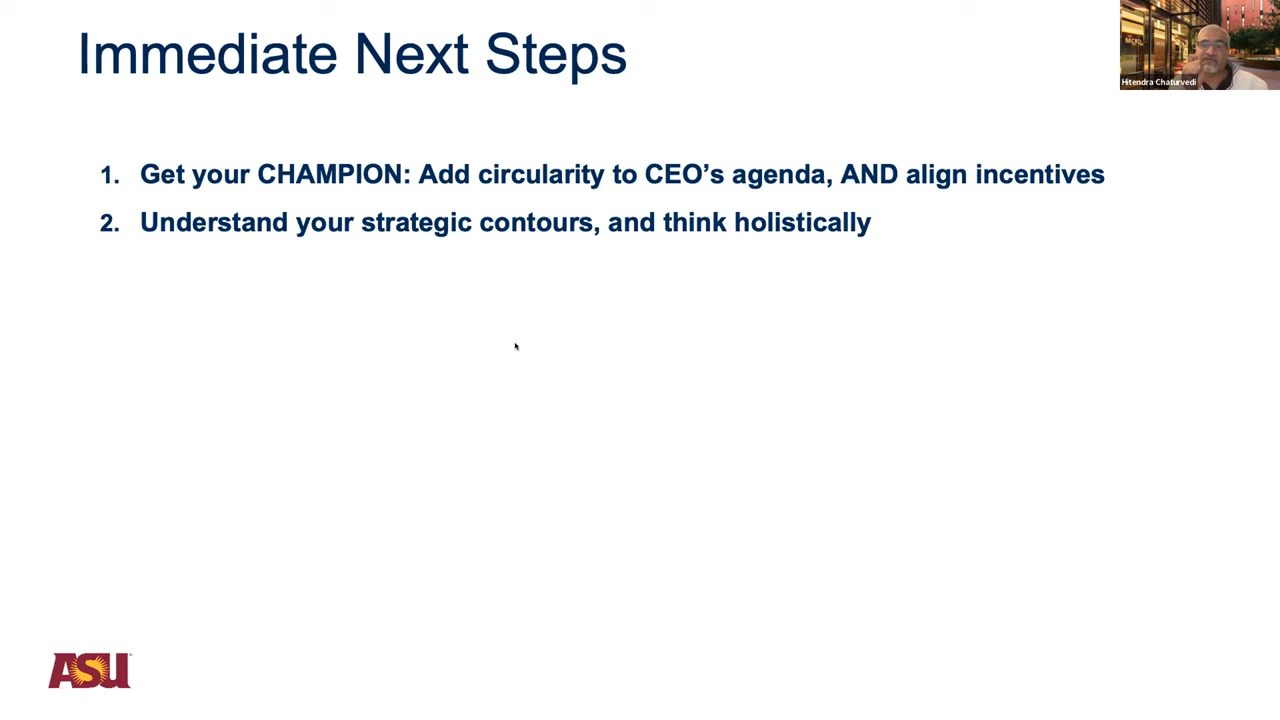 Immediate Next Steps
MCRD
Hitendra Chaturvedi
1. Get your CHAMPION: Add circularity to CEO’s agenda, AND align incentives
2. Understand your strategic contours, and think holistically
ASU